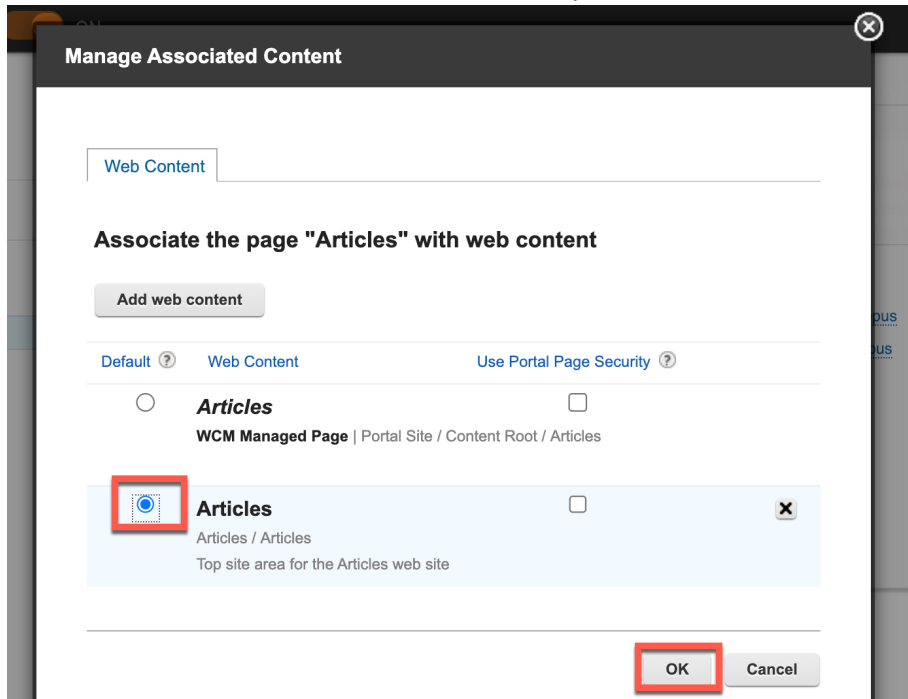 ON
Manage Associated Content
Web Content
Associate the page "Articles" with web content
Add web content
Default ? Web Content Use Portal Page Security ?
Articles
WCM Managed Page | Portal Site / Content Root / Articles
Articles
Articles / Articles
Top site area for the Articles web site
OK Cancel